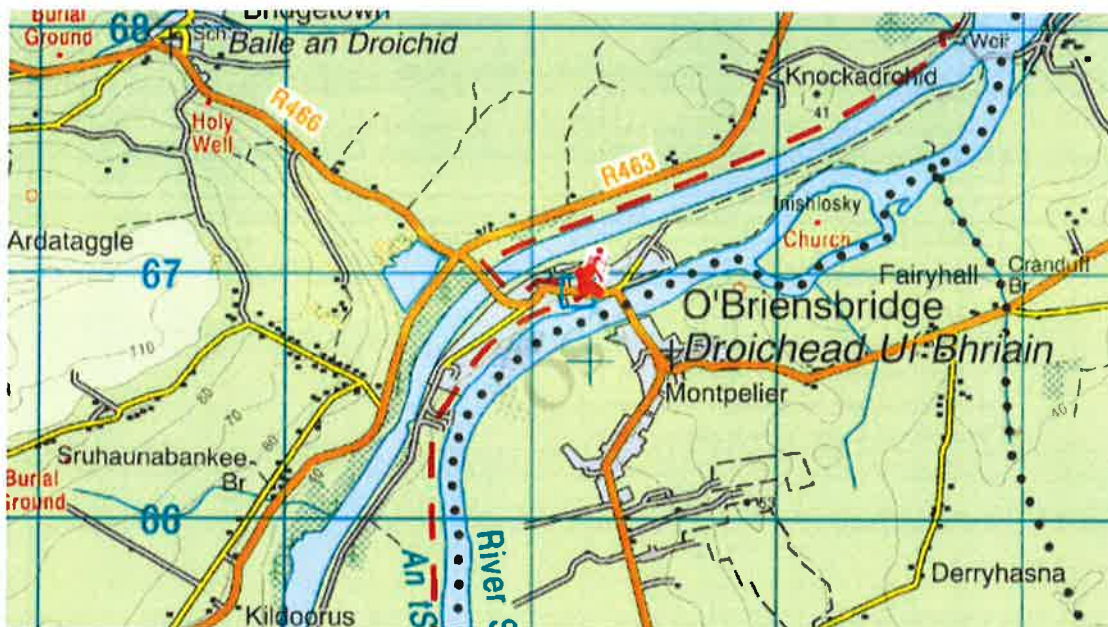 Burial
Ground
68
Sch
Bridgetown
Baile an Droichid
Weir
Knockadrohid
41
R466
Holy
Well
R463
Inishlosky
Church
Ardataggle
67
Fairyhall
Cranduff
Br
O'Briensbridge
Droichead Uí Bhriain
110
Montpelier
80
70
60
40
Sruhaunabankee
Br
Burial
Ground
66
53
An tS
River S
Derryhasna
Kildoorus